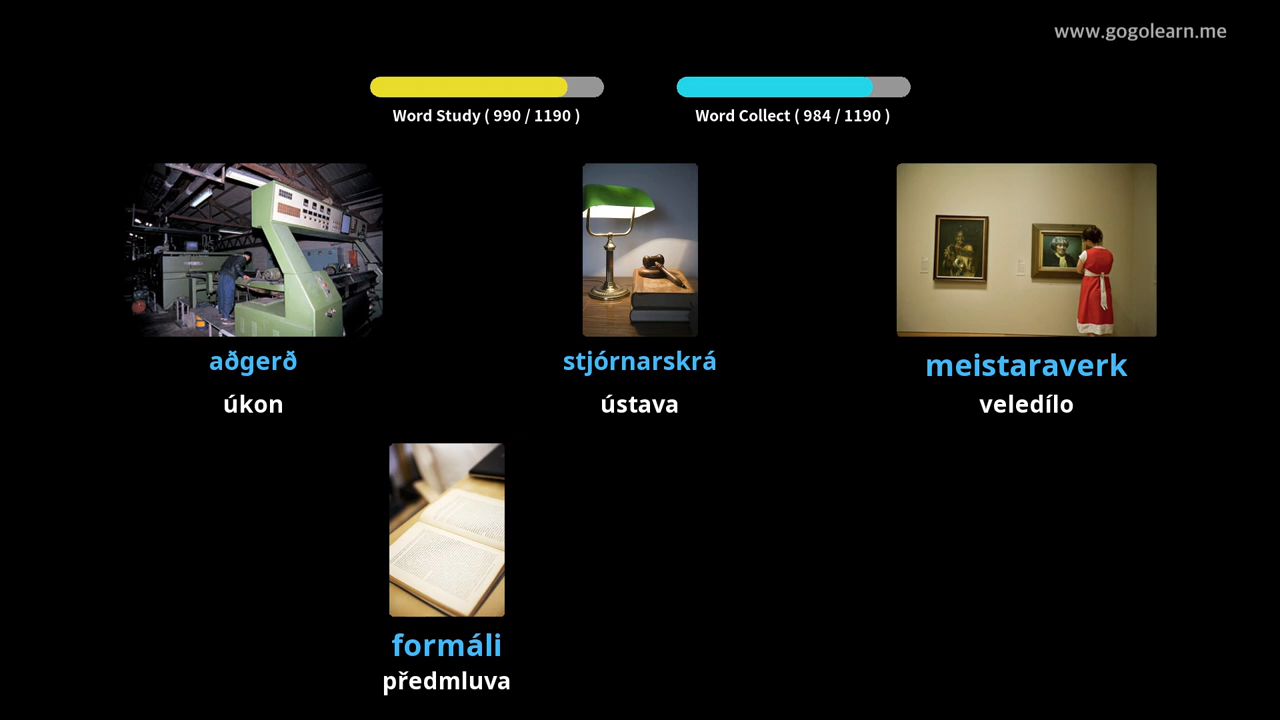 www.gogolearn.me
Word Study ( 990 / 1190 )
Word Collect ( 984 / 1190 )
aðgerð
úkon
stjórnarskrá
ústava
meistaraverk
veledílo
formáli
předmluva